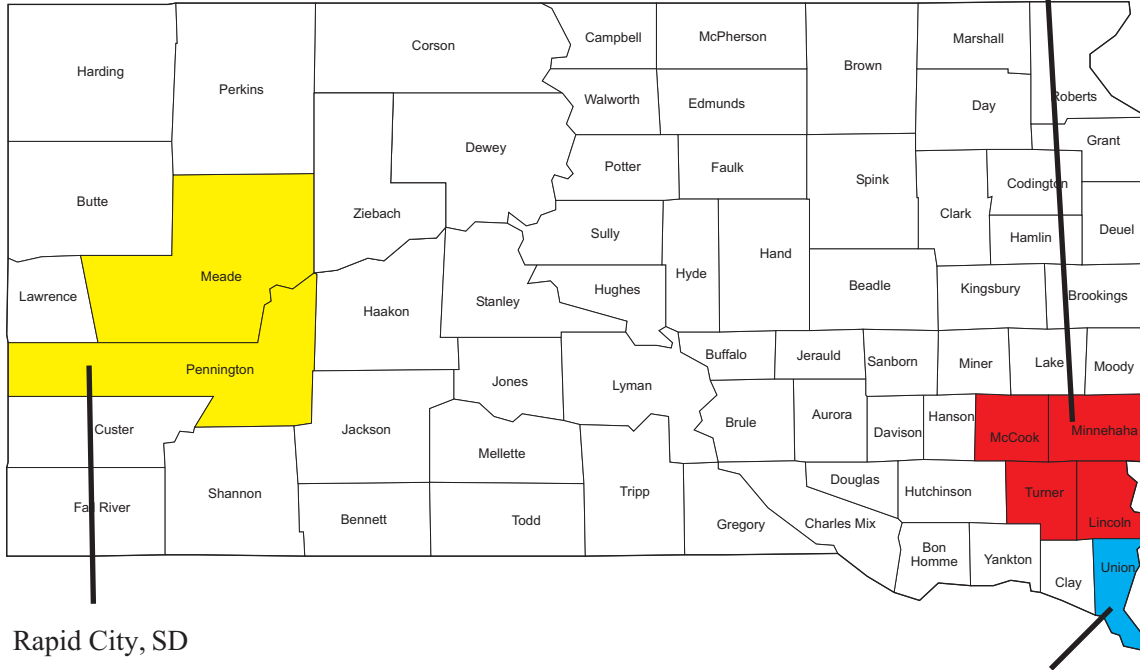 Harding
Perkins
Corson
Campbell
McPherson
Brown
Marshall
Roberts
Walworth
Edmunds
Day
Grant
Dewey
Potter
Faulk
Spink
Codington
Butte
Ziebach
Clark
Deuel
Sully
Hyde
Hand
Hamlin
Meade
Lawrence
Haakon
Stanley
Hughes
Beadle
Kingsbury
Brookings
Pennington
Jones
Lyman
Buffalo
Jerauld
Sanborn
Miner
Lake
Moody
Custer
Jackson
Brule
Aurora
Davison
Hanson
McCook
Minnehaha
Mellette
Fall River
Shannon
Bennett
Todd
Tripp
Gregory
Douglas
Charles Mix
Hutchinson
Turner
Lincoln
Bon
Homme
Yankton
Clay
Union
Rapid City, SD